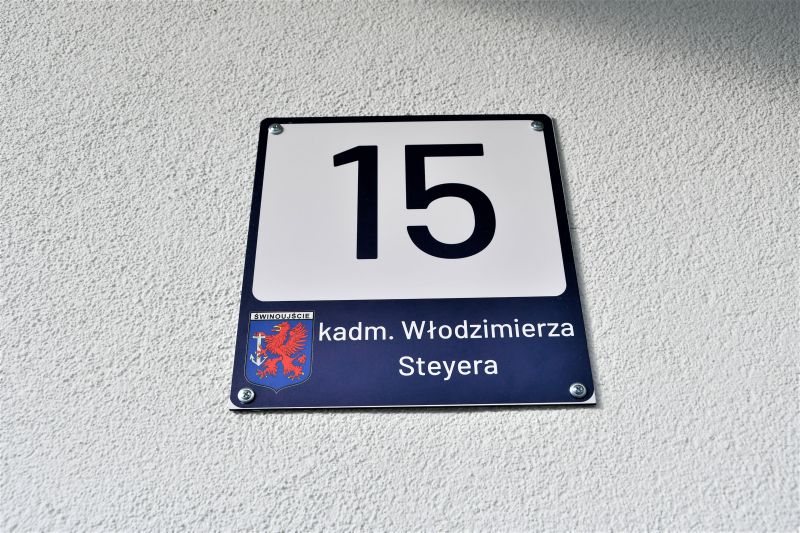 15
ŚWINOUJŚCIE
kadm. Włodzimierza
Steyera